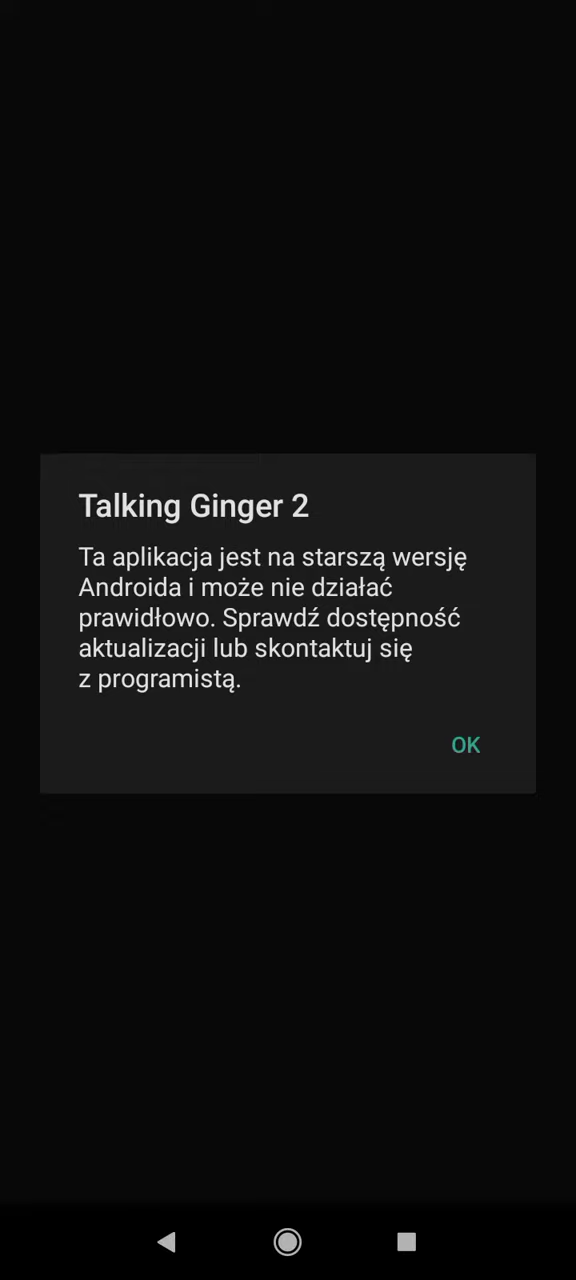 Talking Ginger 2
Ta aplikacja jest na starszą wersję
Androida i może nie działać
prawidłowo. Sprawdź dostępność
aktualizacji lub skontaktuj się
z programistą.
OK